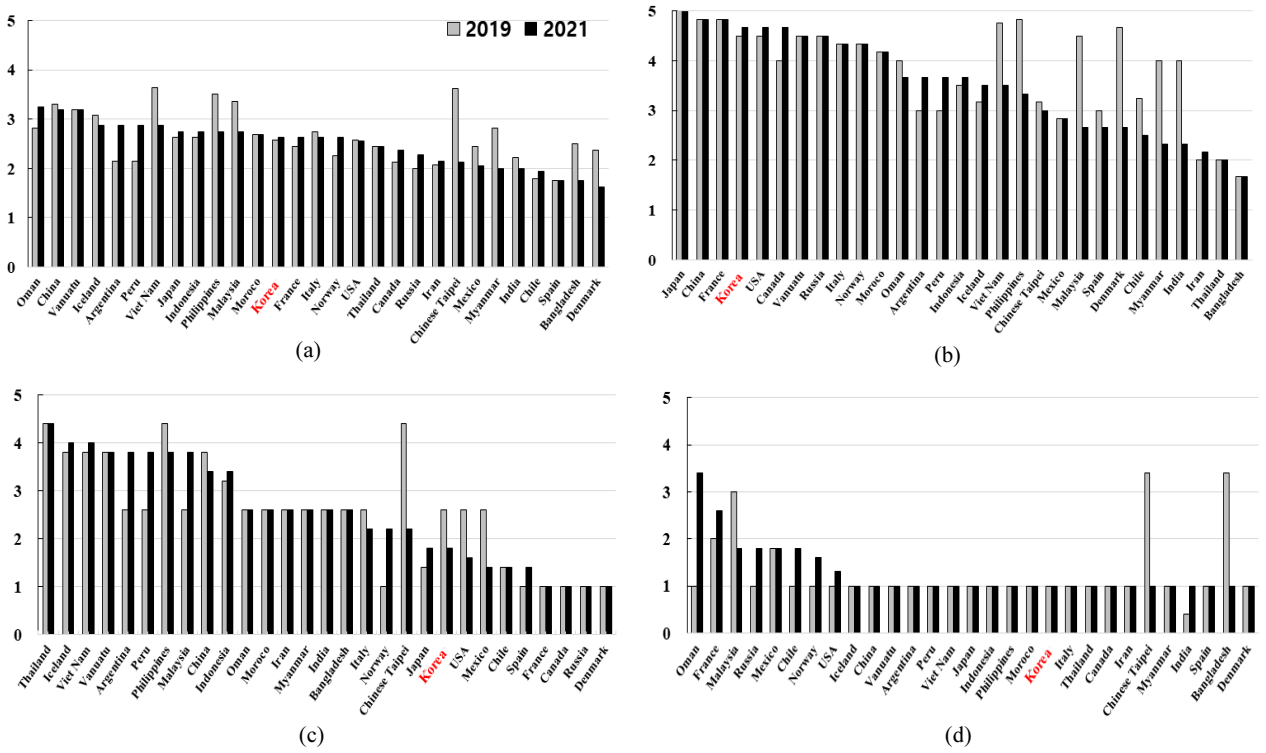 2019 2021
5
4
3
2
1
0
Oman
China
Vanuatu
Iceland
Argentina
Peru
Viet Nam
Japan
Indonesia
Philippines
Malaysia
Moroco
Korea
France
Italy
Norway
USA
Thailand
Canada
Russia
Iran
Chinese Taipei
Mexico
Myanmar
India
Chile
Spain
Bangladesh
Denmark
(a)
5
4
3
2
1
0
Japan
China
France
Korea
USA
Canada
Vanuatu
Russia
Italy
Norway
Moroco
Oman
Argentina
Peru
Indonesia
Iceland
Viet Nam
Philippines
Chinese Taipei
Mexico
Malaysia
Spain
Denmark
Chile
Myanmar
India
Iran
Thailand
Bangladesh
(b)
5
4
3
2
1
0
Thailand
Iceland
Viet Nam
Vanuatu
Argentina
Peru
Philippines
Malaysia
China
Indonesia
Oman
Moroco
Iran
Myanmar
India
Bangladesh
Italy
Norway
Chinese Taipei
Japan
Korea
USA
Mexico
Chile
Spain
France
Canada
Russia
Denmark
(c)
5
4
3
2
1
0
Oman
France
Malaysia
Russia
Mexico
Chile
Norway
USA
Iceland
China
Vanuatu
Argentina
Peru
Viet Nam
Japan
Indonesia
Philippines
Moroco
Korea
Italy
Thailand
Canada
Iran
Chinese Taipei
Myanmar
India
Spain
Bangladesh
Denmark
(d)